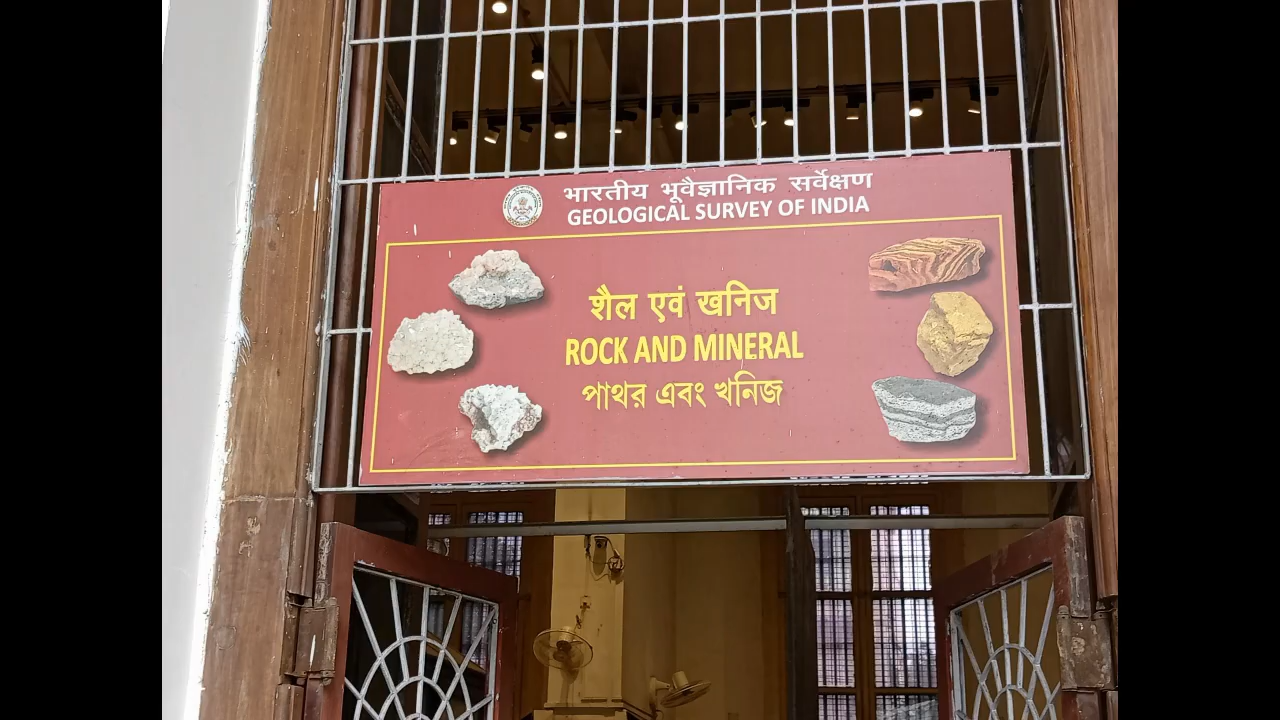 भारतीय भूवैज्ञानिक सर्वेक्षण
GEOLOGICAL SURVEY OF INDIA
शैल एवं खनिज
ROCK AND MINERAL
পাথর এবং খনিজ